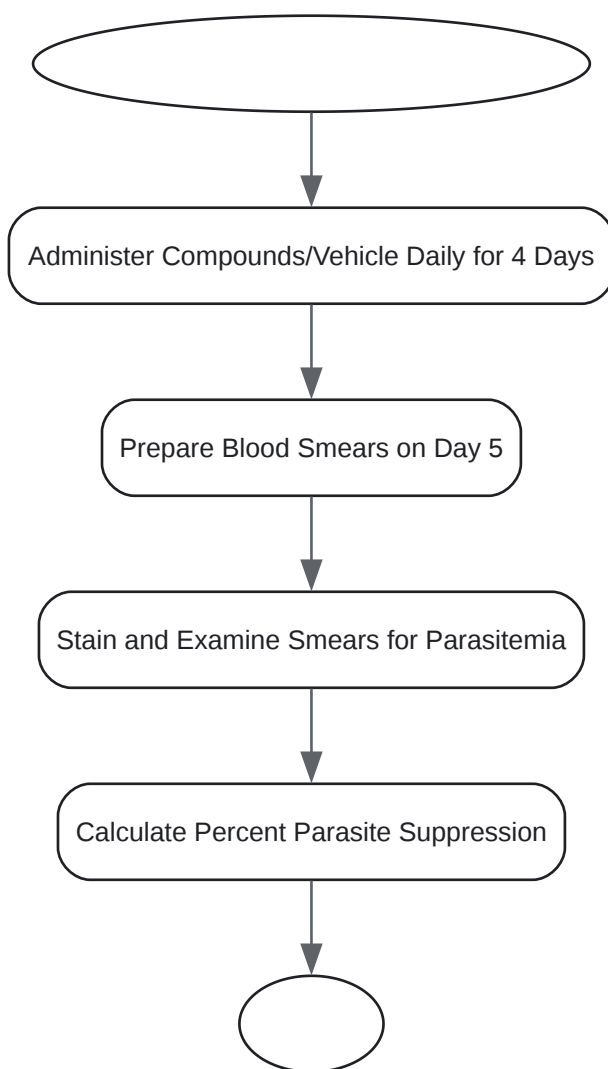 Administer Compounds/Vehicle Daily for 4 Days
Prepare Blood Smears on Day 5
Stain and Examine Smears for Parasitemia
Calculate Percent Parasite Suppression